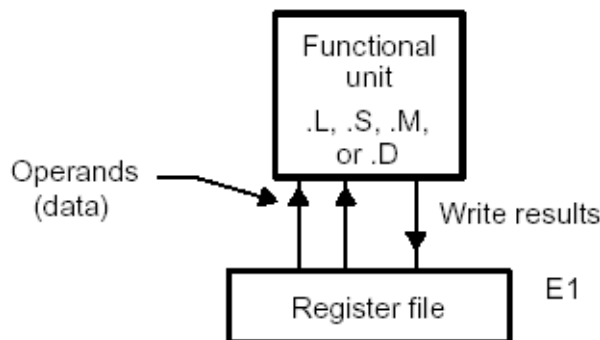 Functional
unit
.L, .S, .M,
or .D
Operands
(data)
Write results
Register file
E1